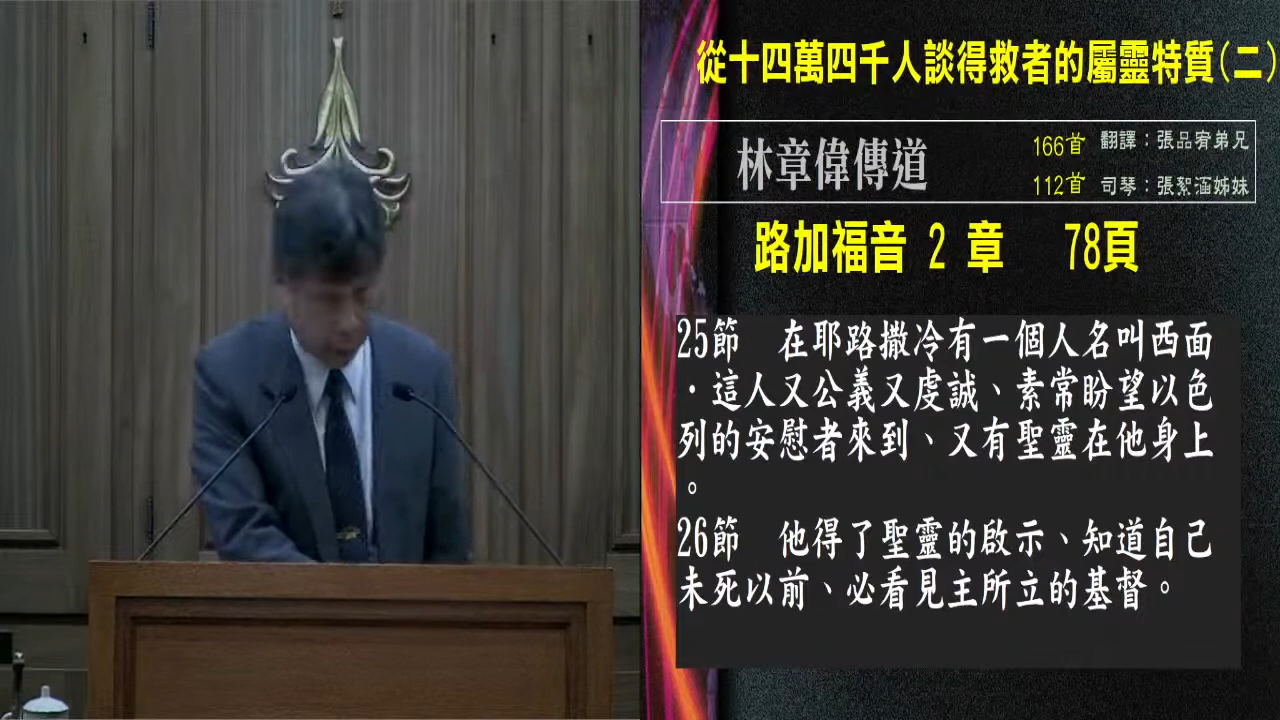 從十四萬四千人談得救者的屬靈特質(二)
林章偉傳道
166首 翻譯：張品宥弟兄
112首 司琴：張絮涵姊妹
路加福音 2 章 78頁
25節 在耶路撒冷有一個人名叫西面
．這人又公義又虔誠、素常盼望以色
列的安慰者來到、又有聖靈在他身上
。
26節 他得了聖靈的啟示、知道自己
未死以前、必看見主所立的基督。